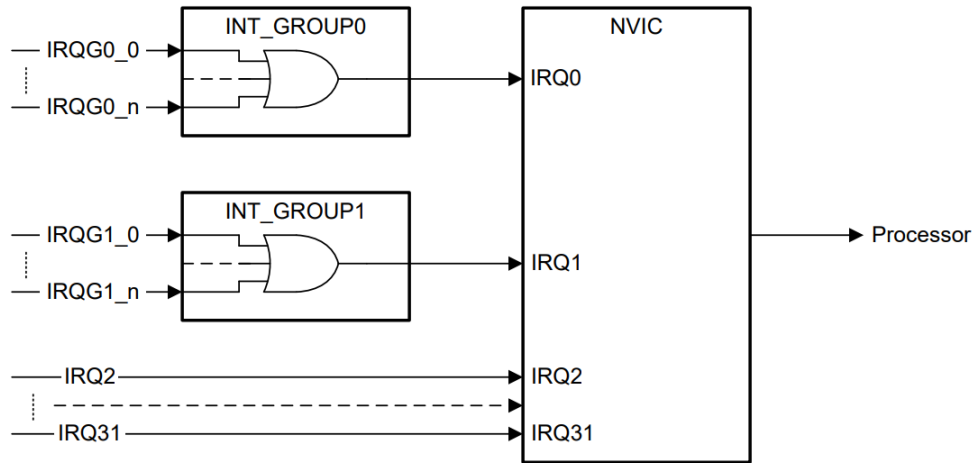 INT_GROUP0
NVIC
IRQG0_0
IRQ0
IRQG0_n
INT_GROUP1
IRQG1_0
Processor
IRQ1
IRQG1_n
IRQ2
IRQ2
IRQ31
IRQ31